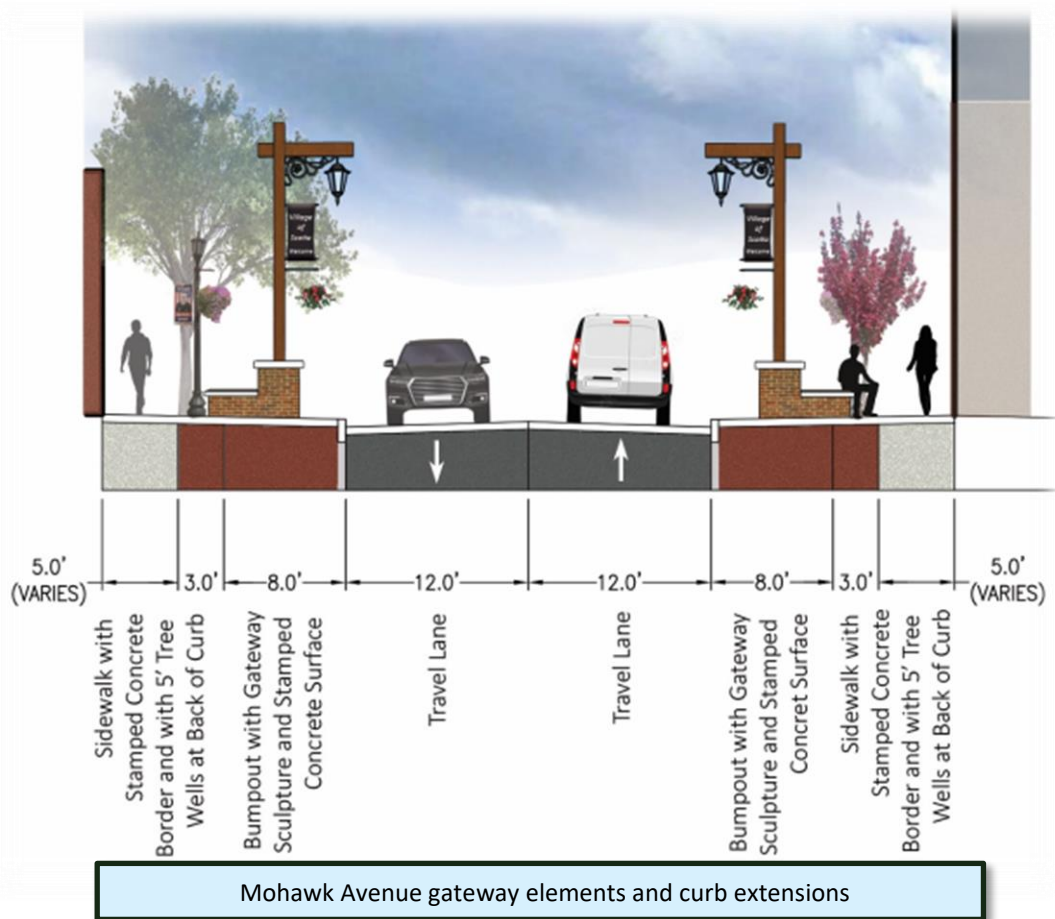 Village
of
Scotia
5.0'
(VARIES)
3.0'
8.0'
12.0'
12.0'
8.0'
3.0'
5.0'
(VARIES)
Sidewalk with
Stamped Concrete
Border and with 5' Tree
Wells at Back of Curb
Bumpout with Gateway
Sculpture and Stamped
Concrete Surface
Travel Lane
Travel Lane
Bumpout with Gateway
Sculpture and Stamped
Concret Surface
Sidewalk with
Stamped Concrete
Border and with 5' Tree
Wells at Back of Curb
Mohawk Avenue gateway elements and curb extensions